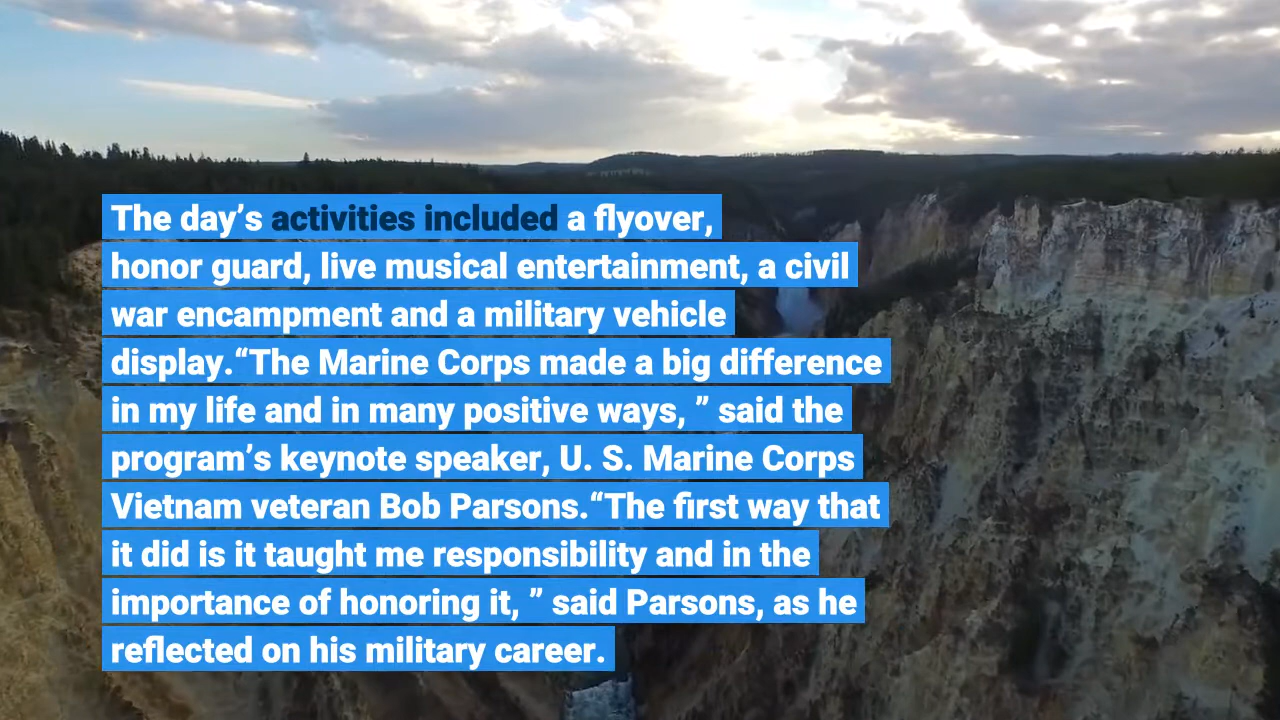 The day’s activities included a flyover,
honor guard, live musical entertainment, a civil
war encampment and a military vehicle
display.“The Marine Corps made a big difference
in my life and in many positive ways, ” said the
program’s keynote speaker, U. S. Marine Corps
Vietnam veteran Bob Parsons.“The first way that
it did is it taught me responsibility and in the
importance of honoring it, ” said Parsons, as he
reflected on his military career.